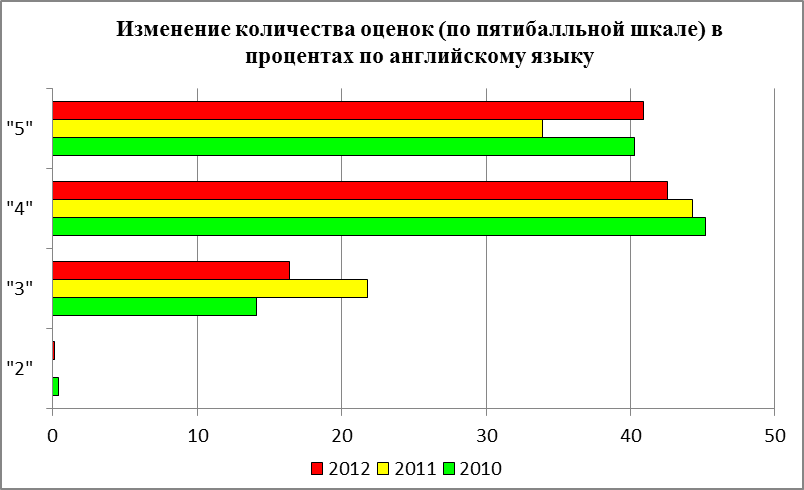 Изменение количества оценок (по пятибалльной шкале) в
процентах по английскому языку
"5"
"4"
"3"
"2"
0 10 20 30 40 50
2012 2011 2010